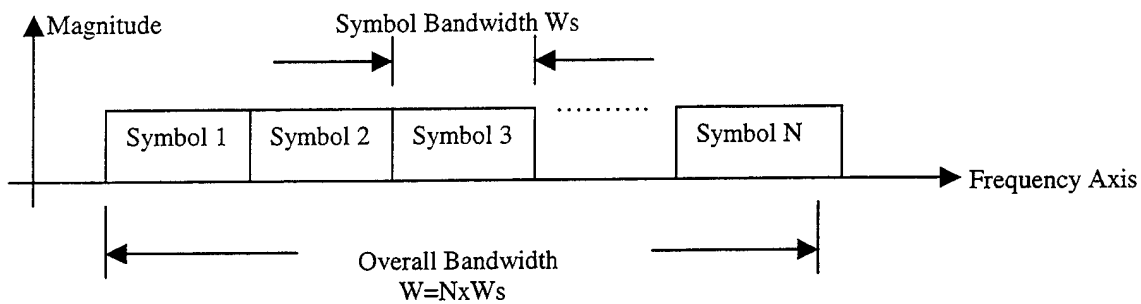 Magnitude
Symbol Bandwidth Ws
Symbol 1
Symbol 2
Symbol 3
..........
Symbol N
Frequency Axis
Overall Bandwidth
W=NxWs